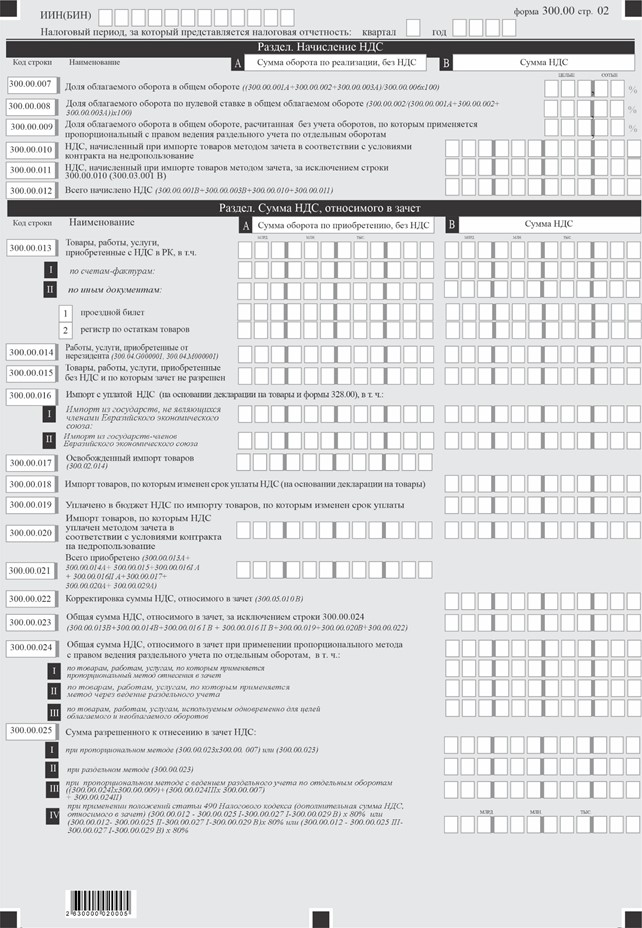 форма 300.00 стр. 02
ИИН(БИН)
Налоговый период, за который представляется налоговая отчетность: квартал год
Раздел. Начисление НДС
Код строки Наименование A Сумма оборота по реализации, без НДС B Сумма НДС
ЦЕЛЫЕ СОТЫЕ
300.00.007 Доля облагаемого оборота в общем обороте ((300.00.001A+300.00.002+300.00.003A)/300.00.006x100) , %
300.00.008 Доля облагаемого оборота по нулевой ставке в общем облагаемом обороте (300.00.002/(300.00.001A+300.00.002+
300.00.003A)x100) , %
300.00.009 Доля облагаемого оборота в общем обороте, расчитанная без учета оборотов, по которым применяется
пропорциональный с правом ведения раздельного учета по отдельным оборотам , %
300.00.010 НДС, начисленный при импорте товаров методом зачета в соответствии с условиями
контракта на недропользование
300.00.011 НДС, начисленный при импорте товаров методом зачета, за исключением строки
300.00.010 (300.03.001 B)
300.00.012 Всего начислено НДС (300.00.001B+300.00.003B+300.00.010+300.00.011)
Раздел. Сумма НДС, относимого в зачет
Код строки Наименование A Сумма оборота по приобретению, без НДС B Сумма НДС
МЛРД МЛН ТЫС МЛРД МЛН ТЫС
300.00.013 Товары, работы, услуги,
приобретенные с НДС в РК, в т.ч.
I по счетам-фактурам:
II по иным документам:
1 проездной билет
2 регистр по остаткам товаров
300.00.014 Работы, услуги, приобретенные от
нерезидента (300.04.G000001, 300.04.M000001)
300.00.015 Товары, работы, услуги, приобретенные
без НДС и по которым зачет не разрешен
300.00.016 Импорт с уплатой НДС (на основании декларации на товары и формы 328.00), в т. ч.:
I Импорт из государств, не являющихся
членами Евразийского экономического
союза:
II Импорт из государств-членов
Евразийского экономического союза
300.00.017 Освобожденный импорт товаров
(300.02.014)
300.00.018 Импорт товаров, по которым изменен срок уплаты НДС (на основании декларации на товары)
300.00.019 Уплачено в бюджет НДС по импорту товаров, по которым изменен срок уплаты
300.00.020 Импорт товаров, по которым НДС
уплачен методом зачета в
соответствии с условиями контракта
на недропользование
300.00.021 Всего приобретено (300.00.013A+
300.00.014A+ 300.00.015+300.00.016I A
+ 300.00.016II A+300.00.017+
300.00.020A+ 300.00.029A)
300.00.022 Корректировка суммы НДС, относимого в зачет (300.05.010 B)
300.00.023 Общая сумма НДС, относимого в зачет, за исключением строки 300.00.024
(300.00.013B+300.00.014B+300.00.016 I B + 300.00.016 II B+300.00.019+300.00.020B+300.00.022)
300.00.024 Общая сумма НДС, относимого в зачет при применении пропорционального метода
с правом ведения раздельного учета по отдельным оборотам, в т. ч.:
I по товарам, работам, услугам, по которым применяется
пропорциональный метод отнесения в зачет
II по товарам, работам, услугам, по которым применяется
метод через ведение раздельного учета
III по товарам, работам, услугам, используемым одновременно для целей
облагаемого и необлагаемого оборотов
300.00.025 Сумма разрешенного к отнесению в зачет НДС:
I при пропорциональном методе (300.00.023x300.00. 007) или (300.00.023)
II при раздельном методе (300.00.023)
III при пропорциональном методе с ведением раздельного учета по отдельным оборотам
((300.00.024Ix300.00.009)+(300.00.024IIIx 300.00.007)
+ 300.00.024II)
IV при применении положений статьи 490 Налогового кодекса (дополнительная сумма НДС,
относимого в зачет) (300.00.012 - 300.00.025 I-300.00.027 I-300.00.029 B) x 80% или
(300.00.012- 300.00.025 II-300.00.027 I-300.00.029 B)x 80% или (300.00.012 - 300.00.025 III-
300.00.027 I-300.00.029 B) x 80%
МЛРД МЛН ТЫС
2 630000 020005